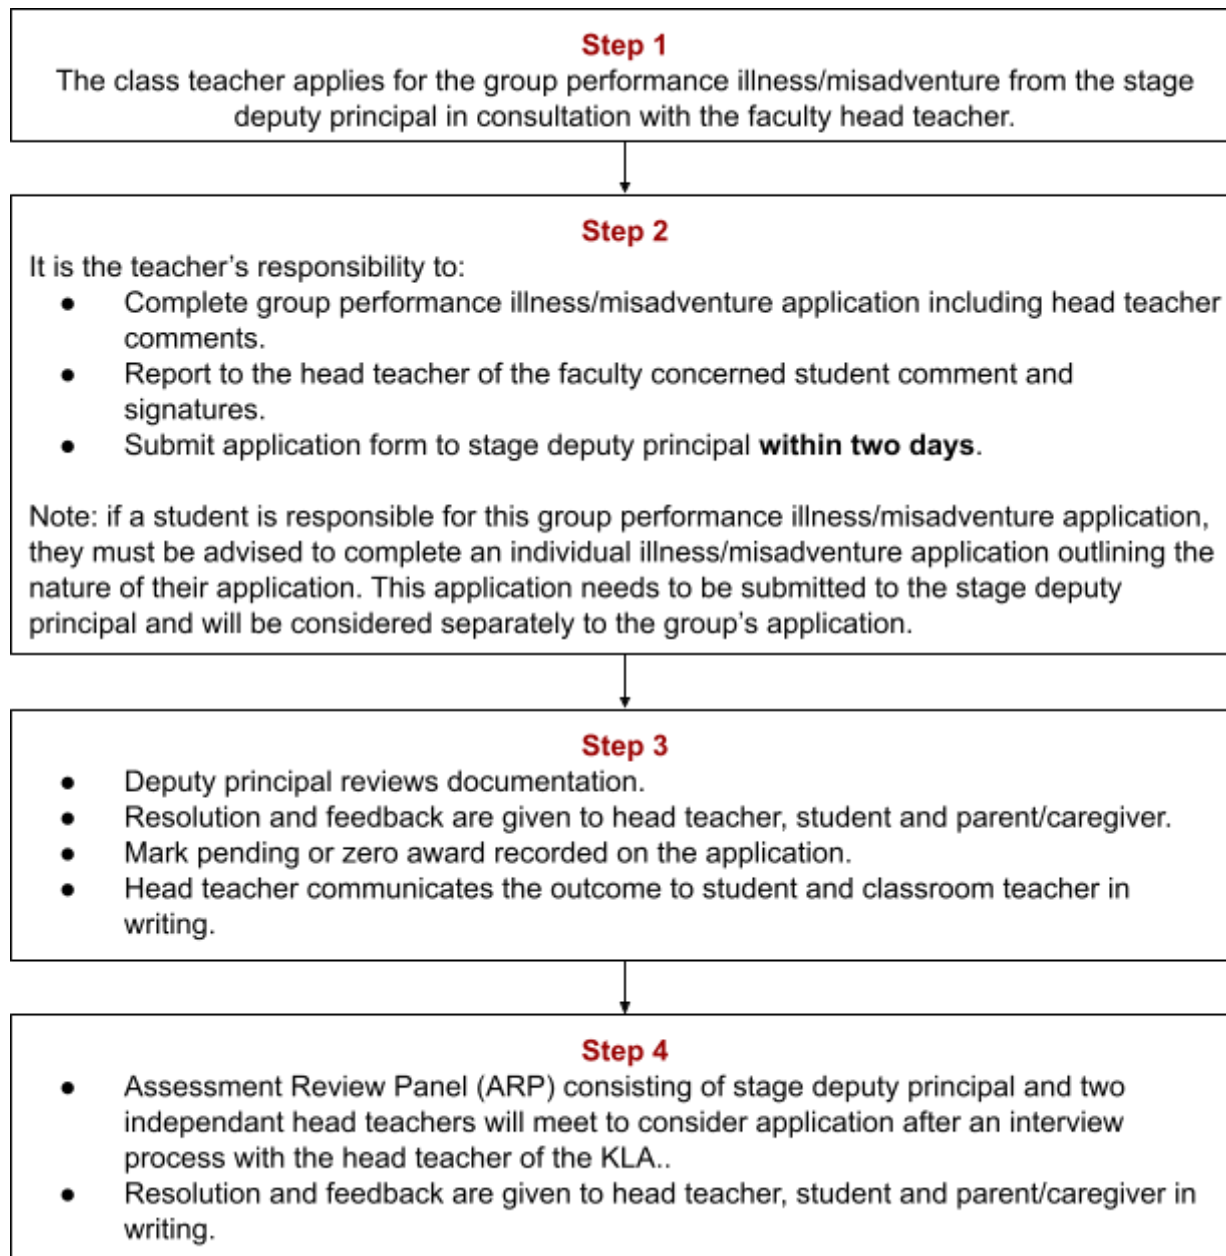 Step 1
The class teacher applies for the group performance illness/misadventure from the stage
deputy principal in consultation with the faculty head teacher.
Step 2
It is the teacher's responsibility to:
● Complete group performance illness/misadventure application including head teacher
comments.
● Report to the head teacher of the faculty concerned student comment and
signatures.
● Submit application form to stage deputy principal within two days.
Note: if a student is responsible for this group performance illness/misadventure application,
they must be advised to complete an individual illness/misadventure application outlining the
nature of their application. This application needs to be submitted to the stage deputy
principal and will be considered separately to the group's application.
Step 3
● Deputy principal reviews documentation.
● Resolution and feedback are given to head teacher, student and parent/caregiver.
● Mark pending or zero award recorded on the application.
● Head teacher communicates the outcome to student and classroom teacher in
writing.
Step 4
● Assessment Review Panel (ARP) consisting of stage deputy principal and two
independant head teachers will meet to consider application after an interview
process with the head teacher of the KLA..
● Resolution and feedback are given to head teacher, student and parent/caregiver in
writing.